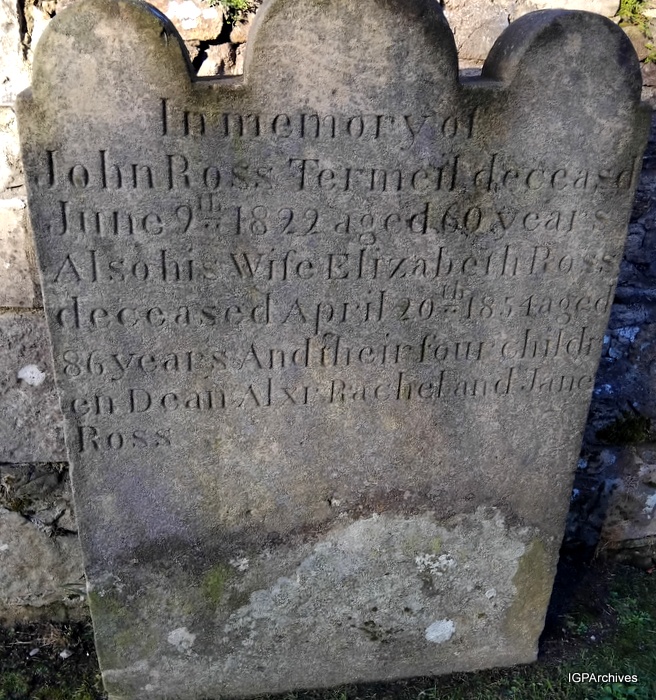 In memory of
John Ross Termeil deceasd
June 9th 1822 aged 60 years
Also his Wife Elizabeth Ross
deceased April 20th 1854 aged
86 years And their four childr
en Dean Alxr Rachel and Jane
Ross
IGPArchives